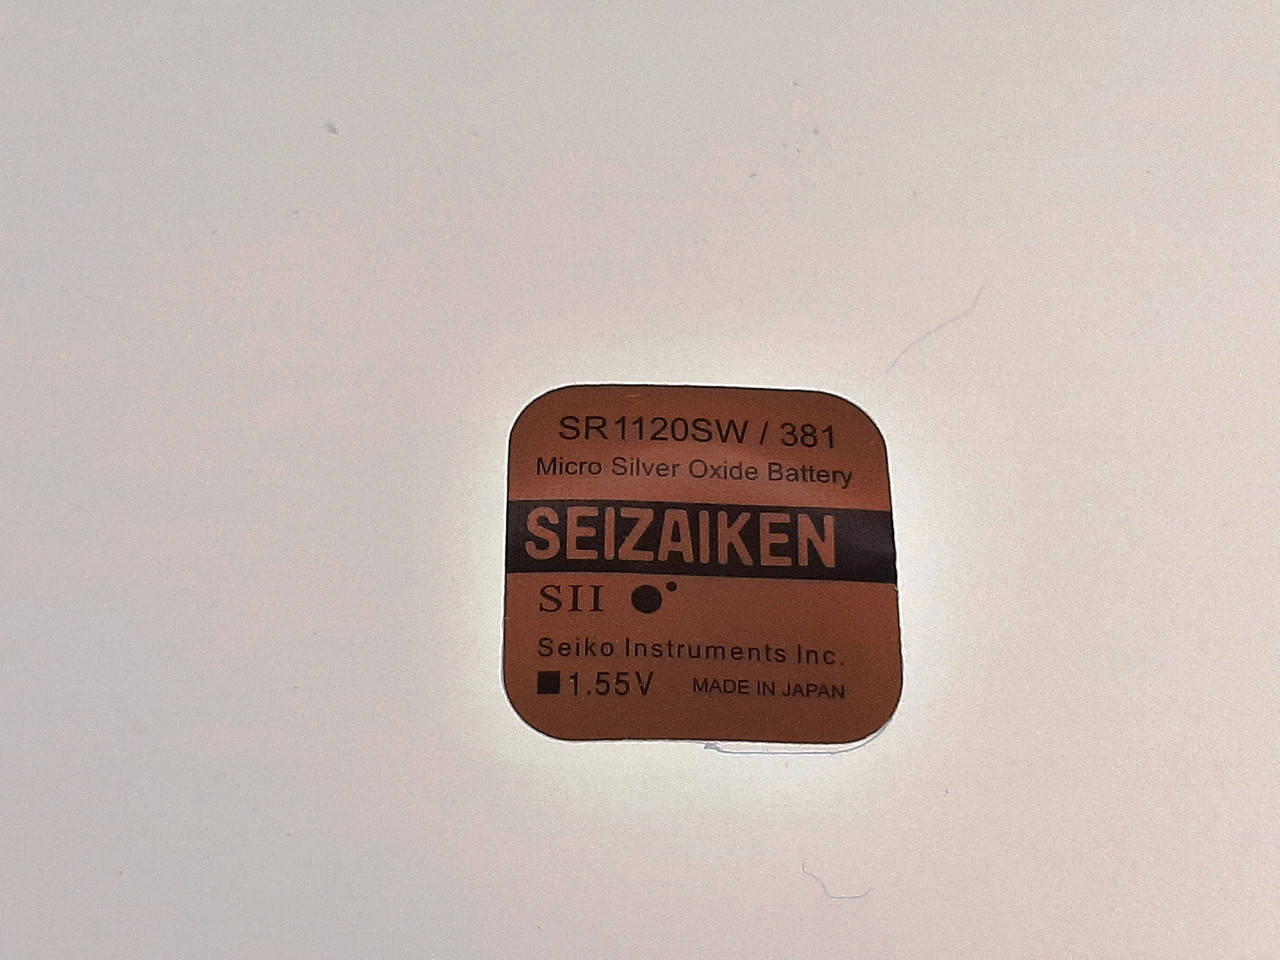 SR1120SW / 381
Micro Silver Oxide Battery
SEIZAIKEN
SII
Seiko Instruments Inc.
1.55V MADE IN JAPAN